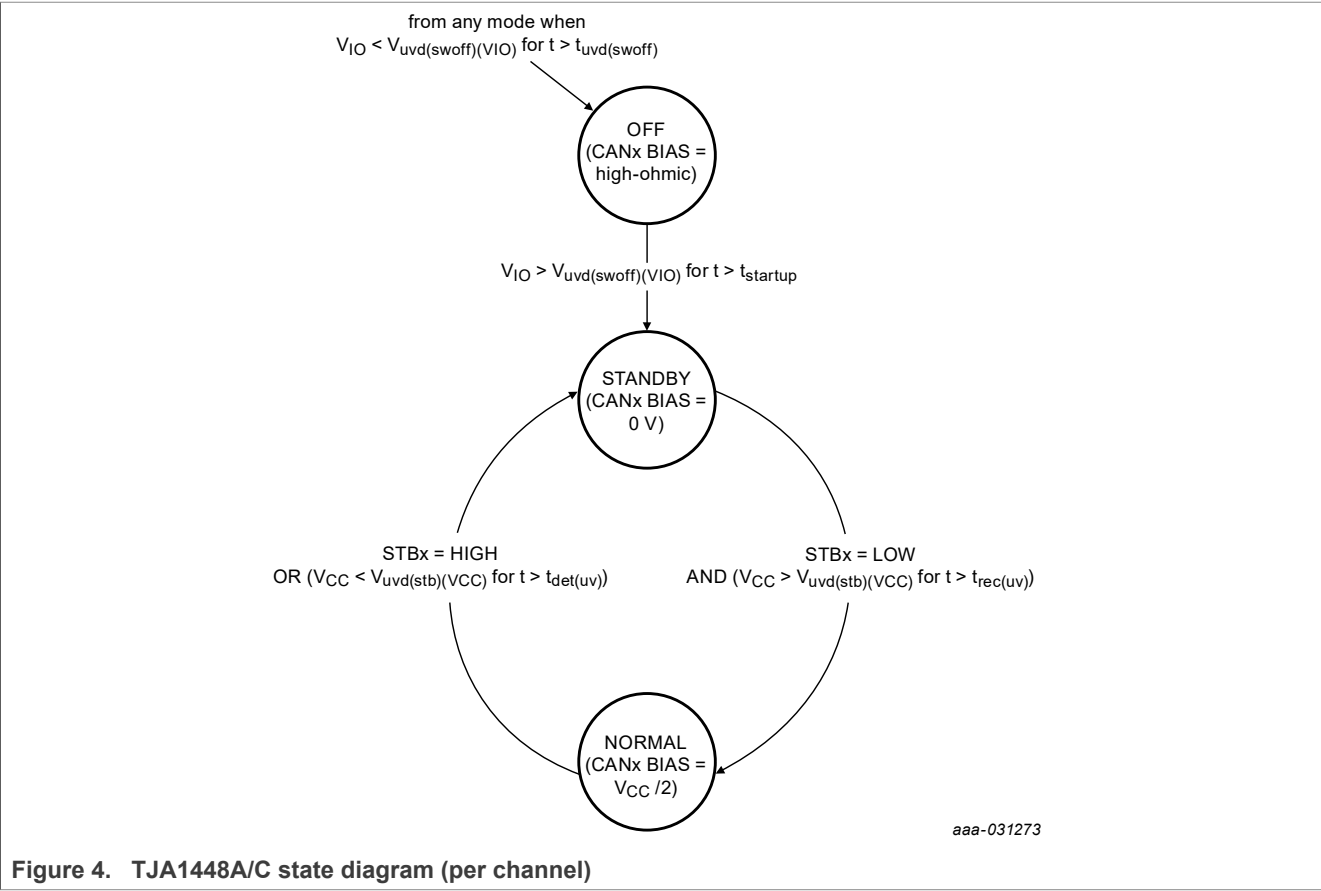 from any mode when
VIO < Vuvd(swoff)(VIO) for t > tuvd(swoff)
OFF
(CANx BIAS =
high-ohmic)
VIO > Vuvd(swoff)(VIO) for t > tstartup
STANDBY
(CANx BIAS =
0 V)
STBx = HIGH
OR (VCC < Vuvd(stb)(VCC) for t > tdet(uv))
STBx = LOW
AND (VCC > Vuvd(stb)(VCC) for t > trec(uv))
NORMAL
(CANx BIAS =
VCC /2)
aaa-031273
Figure 4. TJA1448A/C state diagram (per channel)